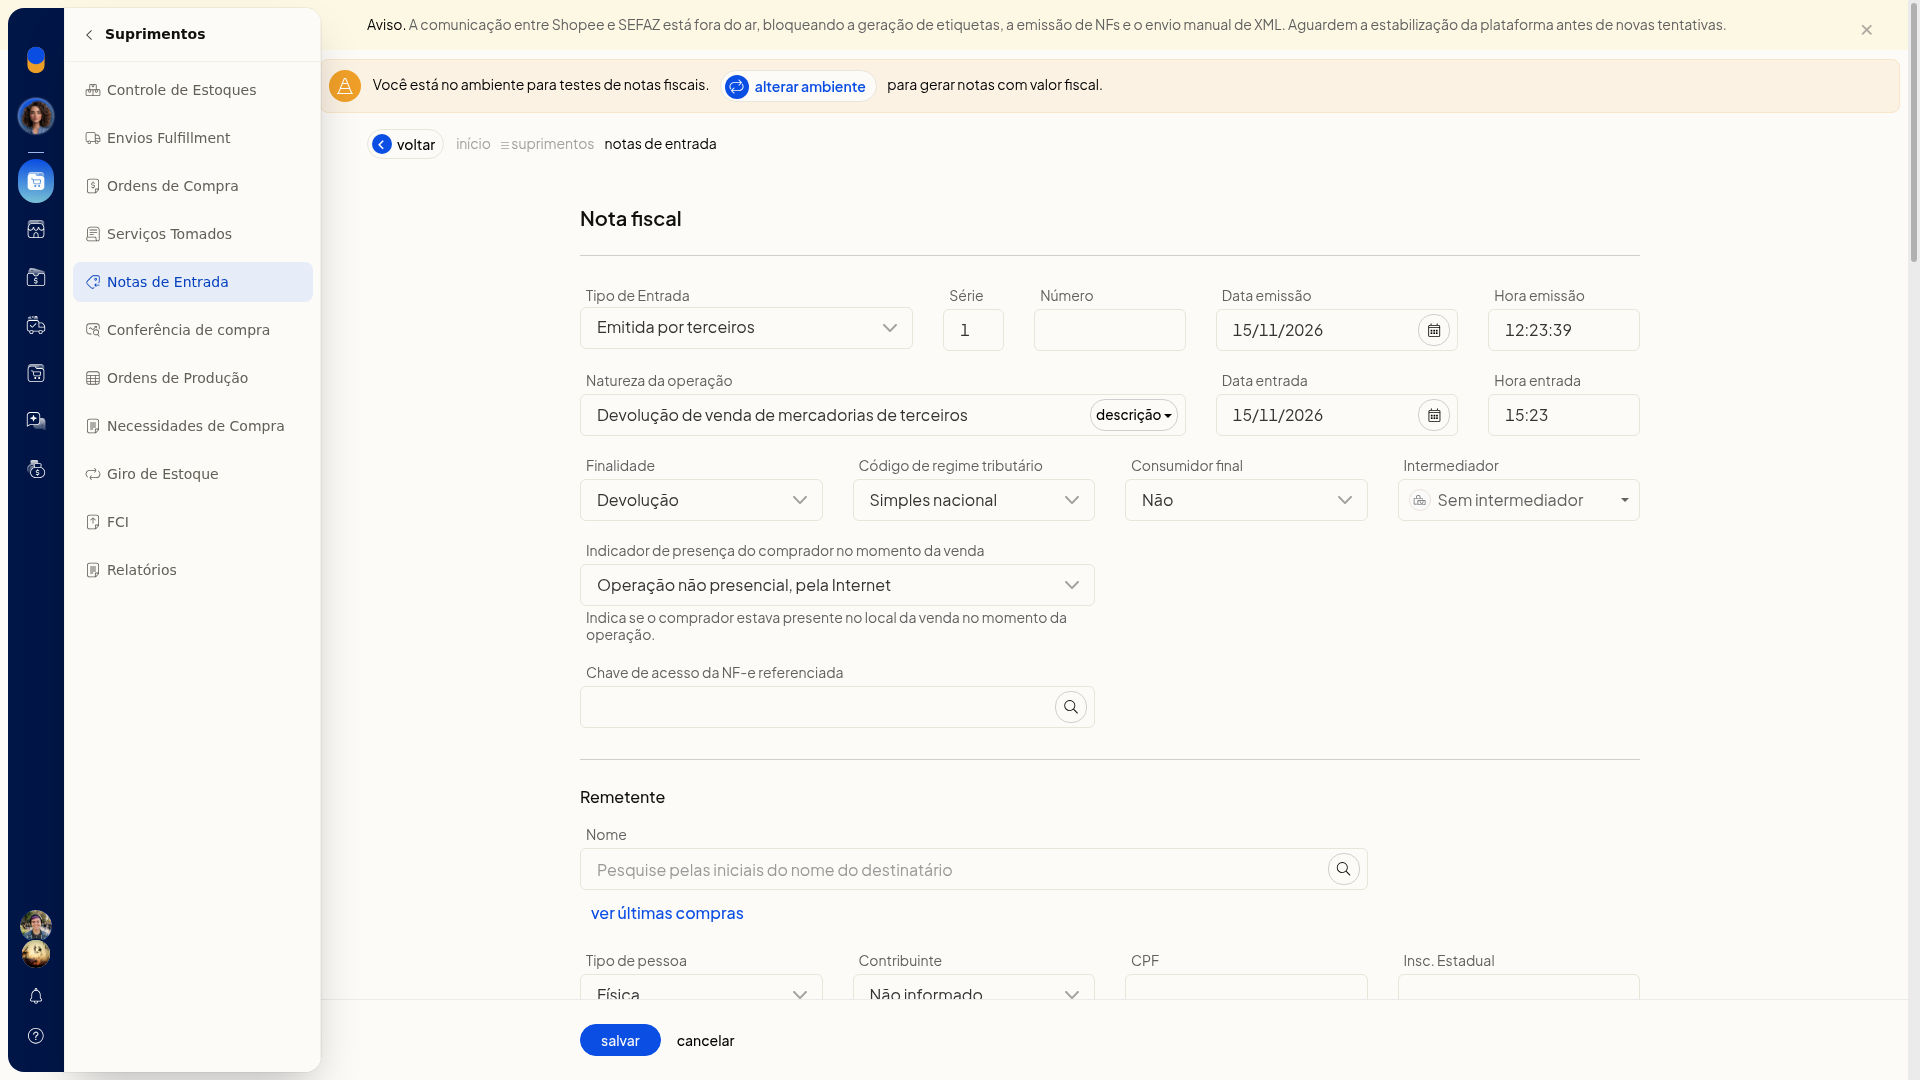 Suprimentos
Controle de Estoques
Envios Fulfillment
Ordens de Compra
Serviços Tomados
Notas de Entrada
Conferência de compra
Ordens de Produção
Necessidades de Compra
Giro de Estoque
FCI
Relatórios
Aviso. A comunicação entre Shopee e SEFAZ está fora do ar, bloqueando a geração de etiquetas, a emissão de NFs e o envio manual de XML. Aguardem a estabilização da plataforma antes de novas tentativas.
Você está no ambiente para testes de notas fiscais. alterar ambiente para gerar notas com valor fiscal.
voltar início suprimentos notas de entrada
Nota fiscal
Tipo de Entrada Série Número Data emissão Hora emissão
Emitida por terceiros 1 15/11/2026 12:23:39
Natureza da operação Data entrada Hora entrada
Devolução de venda de mercadorias de terceiros descrição 15/11/2026 15:23
Finalidade Código de regime tributário Consumidor final Intermediador
Devolução Simples nacional Não Sem intermediador
Indicador de presença do comprador no momento da venda
Operação não presencial, pela Internet
Indica se o comprador estava presente no local da venda no momento da
operação.
Chave de acesso da NF-e referenciada
Remetente
Nome
Pesquise pelas iniciais do nome do destinatário
ver últimas compras
Tipo de pessoa Contribuinte CPF Insc. Estadual
Física Não informado
salvar cancelar